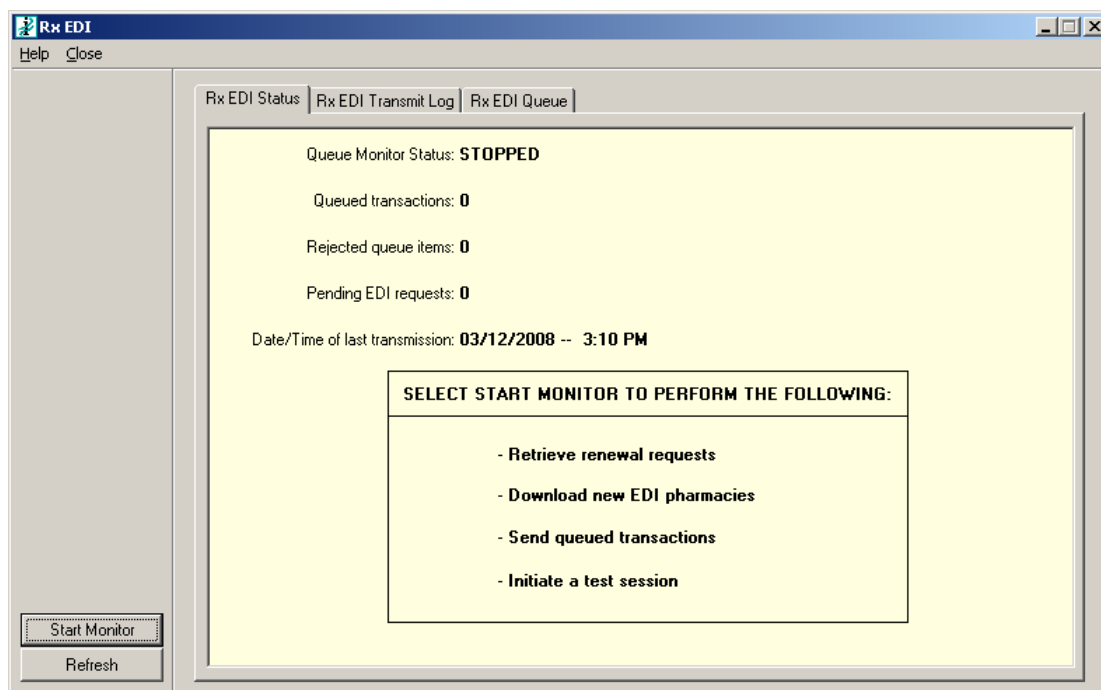 Rx EDI
Help Close
Rx EDI Status Rx EDI Transmit Log Rx EDI Queue
Queue Monitor Status: STOPPED
Queued transactions: 0
Rejected queue items: 0
Pending EDI requests: 0
Date/Time of last transmission: 03/12/2008 -- 3:10 PM
SELECT START MONITOR TO PERFORM THE FOLLOWING:
- Retrieve renewal requests
- Download new EDI pharmacies
- Send queued transactions
- Initiate a test session
Start Monitor
Refresh